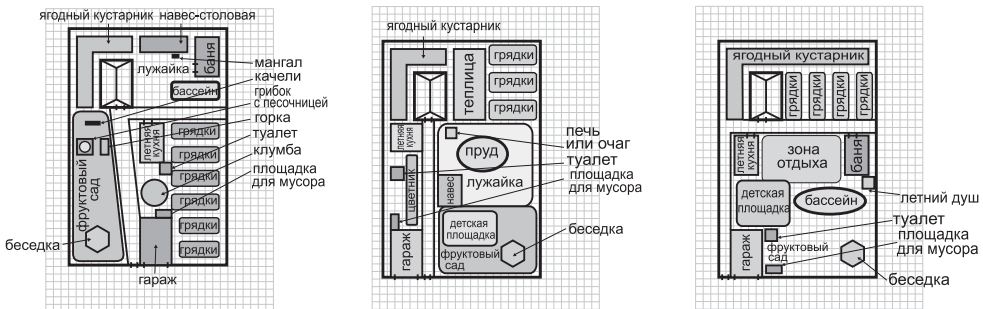 ягодный кустарник
навес-столовая
лужайка
баня
бассейн
мангал
качели
грибок
с песочницей
горка
туалет
клумба
площадка
для мусора
летняя
кухня
грядки
грядки
грядки
грядки
грядки
грядки
фруктовый
сад
беседка
гараж
ягодный кустарник
теплица
грядки
грядки
грядки
летняя
кухня
пруд
лужайка
цветник
навес
детская
площадка
фруктовый
сад
гараж
печь
или очаг
туалет
площадка
для мусора
беседка
ягодный кустарник
грядки
грядки
грядки
грядки
летняя
кухня
зона
отдыха
баня
детская
площадка
бассейн
летний душ
туалет
площадка
для мусора
фруктовый
сад
гараж
беседка